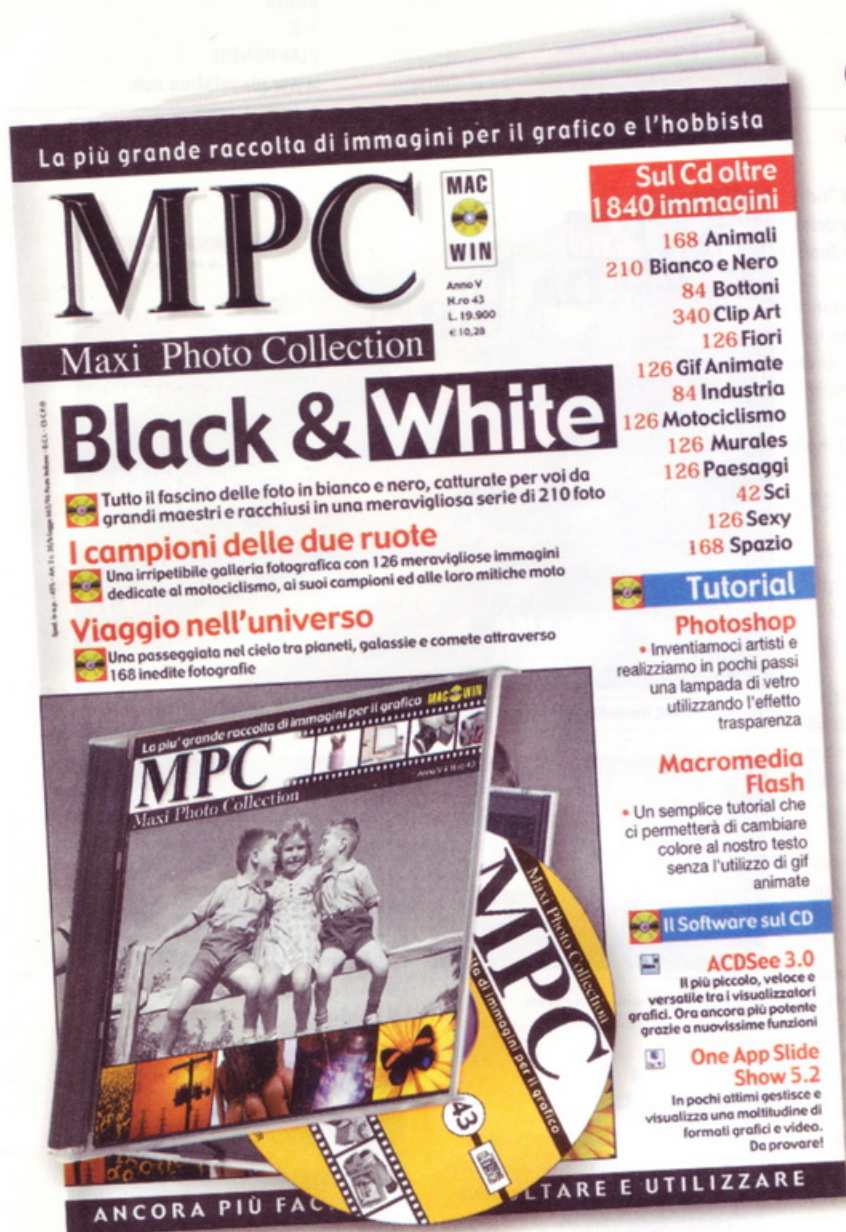 La più grande raccolta di immagini per il grafico e l'hobbista
MPC
Maxi Photo Collection
MAC
WIN
Anno V
N.ro 43
L. 19.900
€ 10,28
Sul Cd oltre
1840 immagini
168 Animali
210 Bianco e Nero
84 Bottoni
340 Clip Art
126 Fiori
126 Gif Animate
84 Industria
126 Motociclismo
126 Murales
126 Paesaggi
42 Sci
126 Sexy
168 Spazio
Black & White
Tutto il fascino delle foto in bianco e nero, catturate per voi da
grandi maestri e racchiusi in una meravigliosa serie di 210 foto
I campioni delle due ruote
Una irripetibile galleria fotografica con 126 meravigliose immagini
dedicate al motociclismo, ai suoi campioni ed alle loro mitiche moto
Viaggio nell'universo
Una passeggiata nel cielo tra pianeti, galassie e comete attraverso
168 inedite fotografie
Tutorial
Photoshop
• Inventiamoci artisti e
realizziamo in pochi passi
una lampada di vetro
utilizzando l'effetto
trasparenza
Macromedia
Flash
• Un semplice tutorial che
ci permetterà di cambiare
colore al nostro testo
senza l'utilizzo di gif
animate
Il Software sul CD
ACDSee 3.0
Il più piccolo, veloce e
versatile tra i visualizzatori
grafici. Ora ancora più potente
grazie a nuovissime funzioni
One App Slide
Show 5.2
In pochi attimi gestisce e
visualizza una moltitudine di
formati grafici e video.
Da provare!
La piu' grande raccolta di immagini per il grafico MAC WIN
MPC
Maxi Photo Collection
Anno V • N.ro 43
Maxi Photo Collection
MPC
di immagini per il grafico
43
ANCORA PIÙ FAC LTARE E UTILIZZARE